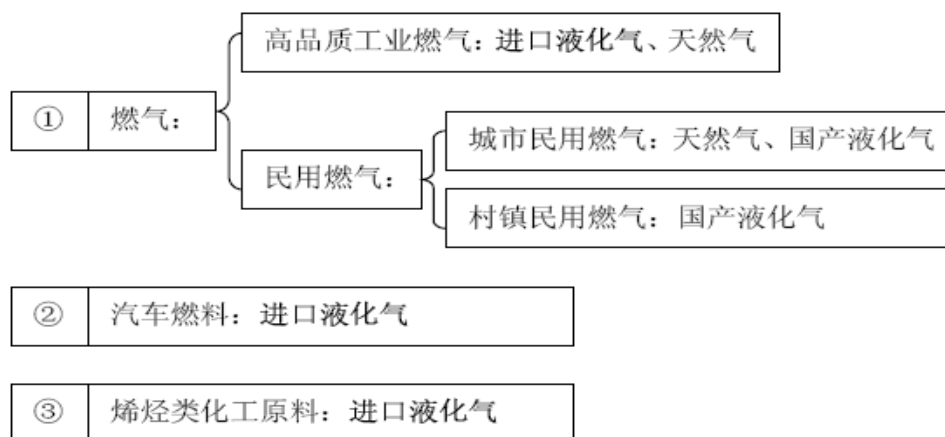 高品质工业燃气：进口液化气、天然气
① 燃气：
城市民用燃气：天然气、国产液化气
民用燃气：
村镇民用燃气：国产液化气
② 汽车燃料：进口液化气
③ 烯烃类化工原料：进口液化气